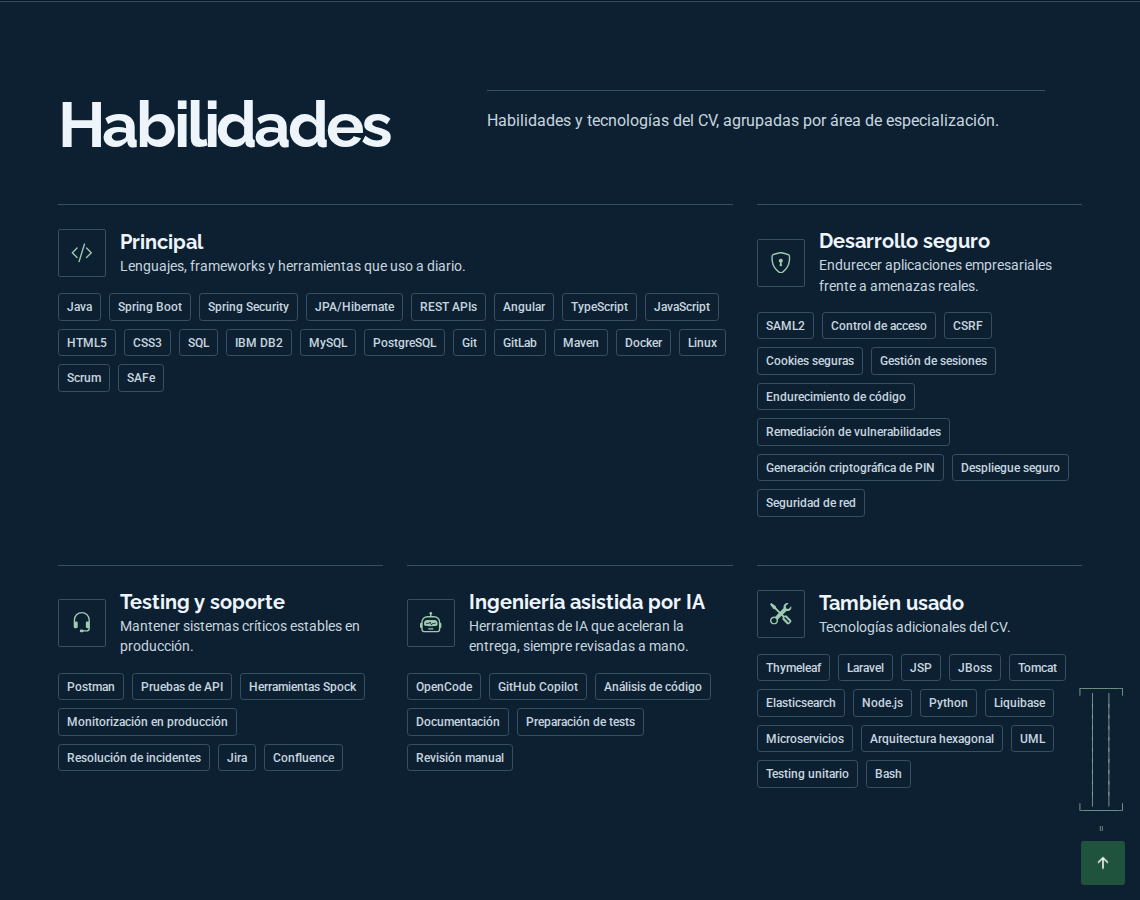 Habilidades
Habilidades y tecnologías del CV, agrupadas por área de especialización.
Principal
Lenguajes, frameworks y herramientas que uso a diario.
Java Spring Boot Spring Security JPA/Hibernate REST APIs Angular TypeScript JavaScript
HTML5 CSS3 SQL IBM DB2 MySQL PostgreSQL Git GitLab Maven Docker Linux
Scrum SAFe
Desarrollo seguro
Endurecer aplicaciones empresariales
frente a amenazas reales.
SAML2 Control de acceso CSRF
Cookies seguras Gestión de sesiones
Endurecimiento de código
Remediación de vulnerabilidades
Generación criptográfica de PIN Despliegue seguro
Seguridad de red
Testing y soporte
Mantener sistemas críticos estables en
producción.
Postman Pruebas de API Herramientas Spock
Monitorización en producción
Resolución de incidentes Jira Confluence
Ingeniería asistida por IA
Herramientas de IA que aceleran la
entrega, siempre revisadas a mano.
OpenCode GitHub Copilot Análisis de código
Documentación Preparación de tests
Revisión manual
También usado
Tecnologías adicionales del CV.
Thymeleaf Laravel JSP JBoss Tomcat
Elasticsearch Node.js Python Liquibase
Microservicios Arquitectura hexagonal UML
Testing unitario Bash